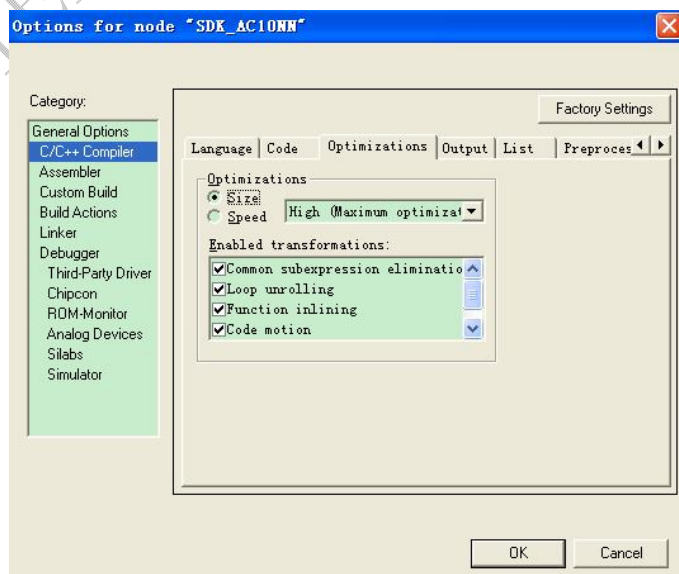 Options for node "SDK_AC10NN"
Category:
General Options
C/C++ Compiler
Assembler
Custom Build
Build Actions
Linker
Debugger
Third-Party Driver
Chipcon
ROM-Monitor
Analog Devices
Silabs
Simulator
Factory Settings
Language Code Optimizations Output List Preproces
Optimizations
Size
Speed High (Maximum optimizat
Enabled transformations:
Common subexpression eliminatio
Loop unrolling
Function inlining
Code motion
OK Cancel